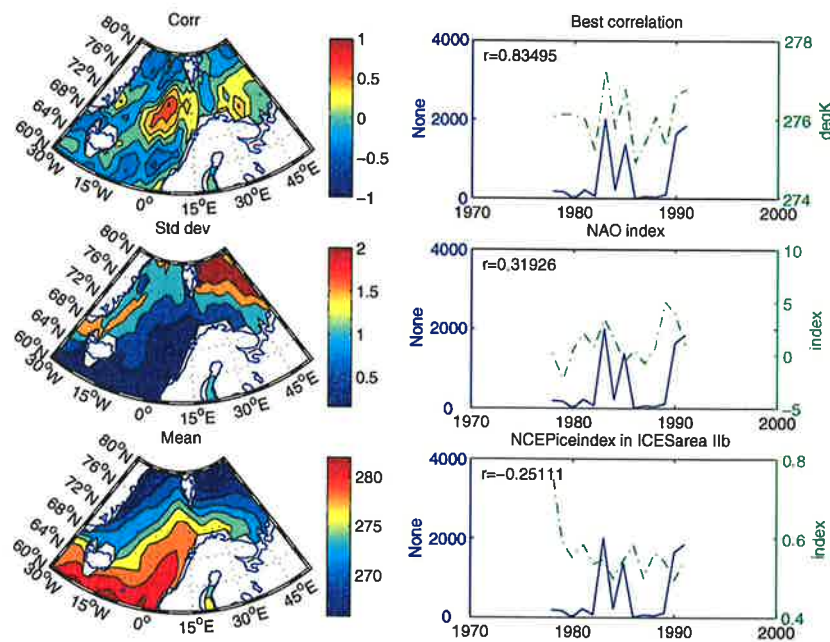 Corr
80°N
76°N
72°N
68°N
64°N
60°N
30°W
15°W
0°
15°E
30°E
45°E
1
0.5
0
−0.5
−1
Best correlation
r=0.83495
4000
2000
0
None
278
276
274
degK
1970
1980
1990
2000
Std dev
80°N
76°N
72°N
68°N
64°N
60°N
30°W
15°W
0°
15°E
30°E
45°E
2
1.5
1
0.5
NAO index
r=0.31926
4000
2000
0
None
10
5
0
−5
index
1970
1980
1990
2000
Mean
80°N
76°N
72°N
68°N
64°N
60°N
30°W
15°W
0°
15°E
30°E
45°E
280
275
270
NCEPiceindex in ICESarea IIb
r=−0.25111
4000
2000
0
None
0.8
0.6
0.4
index
1970
1980
1990
2000